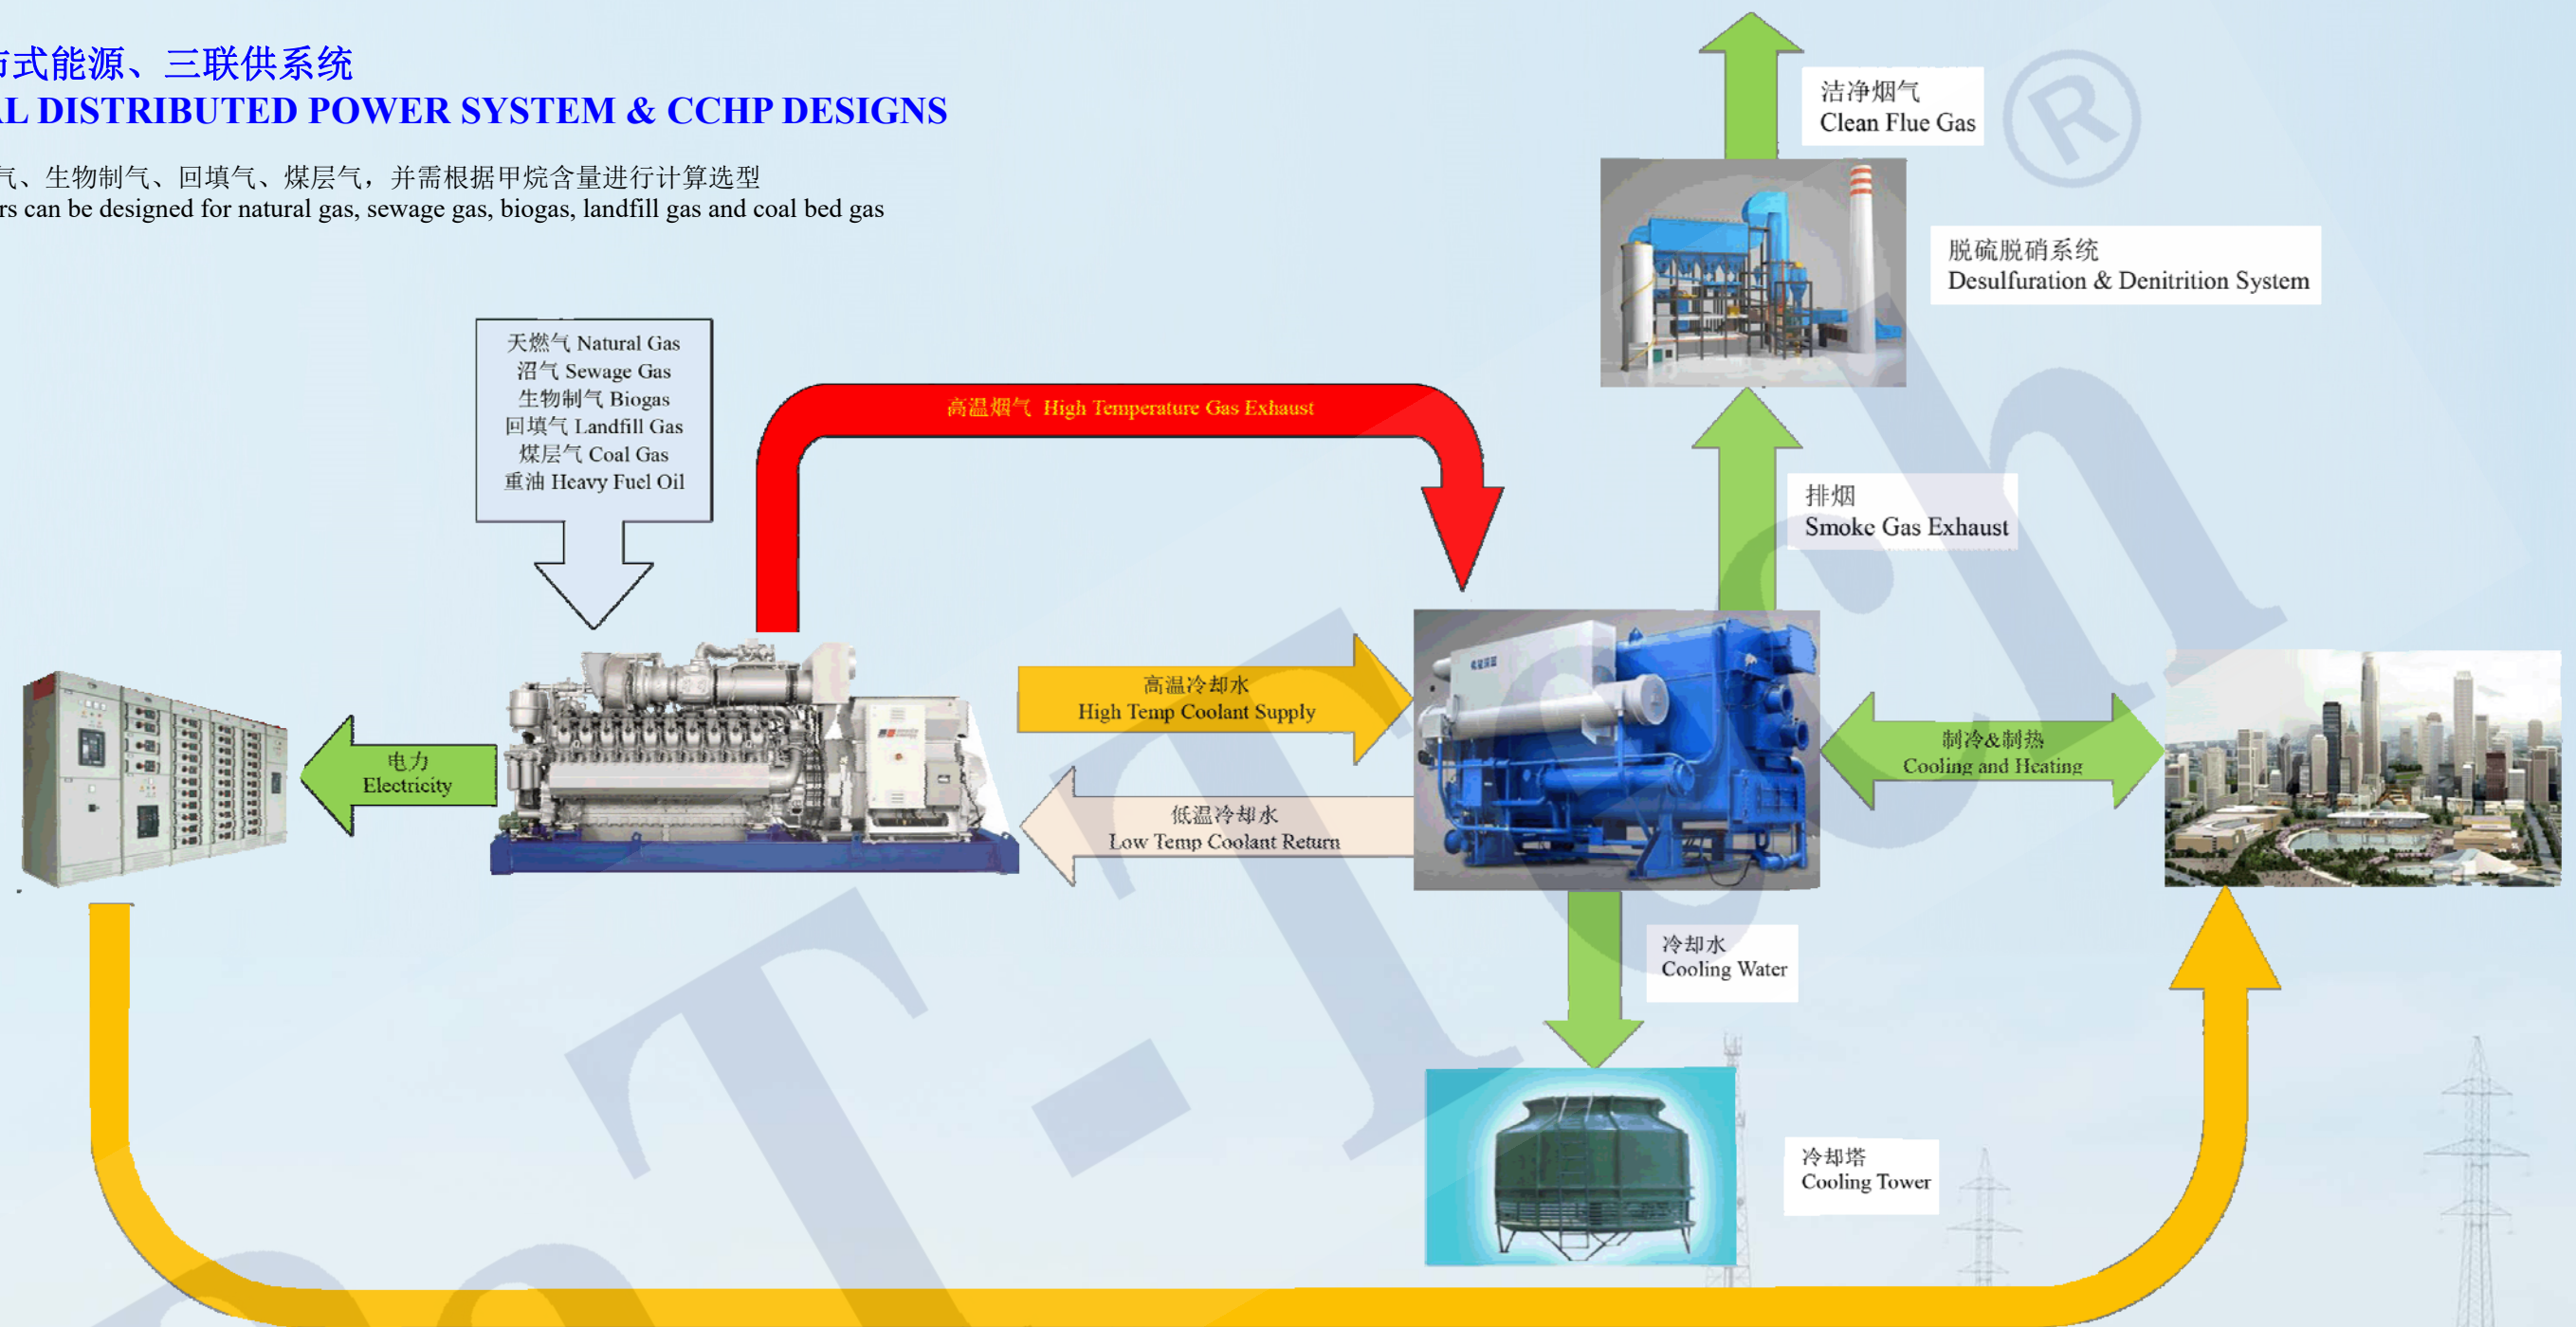 布式能源、三联供系统
AL DISTRIBUTED POWER SYSTEM & CCHP DESIGNS
气、生物制气、回填气、煤层气，并需根据甲烷含量进行计算选型
rs can be designed for natural gas, sewage gas, biogas, landfill gas and coal bed gas
洁净烟气
Clean Flue Gas
®
脱硫脱硝系统
Desulfuration & Denitrition System
天燃气 Natural Gas
沼气 Sewage Gas
生物制气 Biogas
回填气 Landfill Gas
煤层气 Coal Gas
重油 Heavy Fuel Oil
高温烟气 High Temperature Gas Exhaust
排烟
Smoke Gas Exhaust
电力
Electricity
高温冷却水
High Temp Coolant Supply
低温冷却水
Low Temp Coolant Return
制冷&制热
Cooling and Heating
冷却水
Cooling Water
冷却塔
Cooling Tower
T-Tech